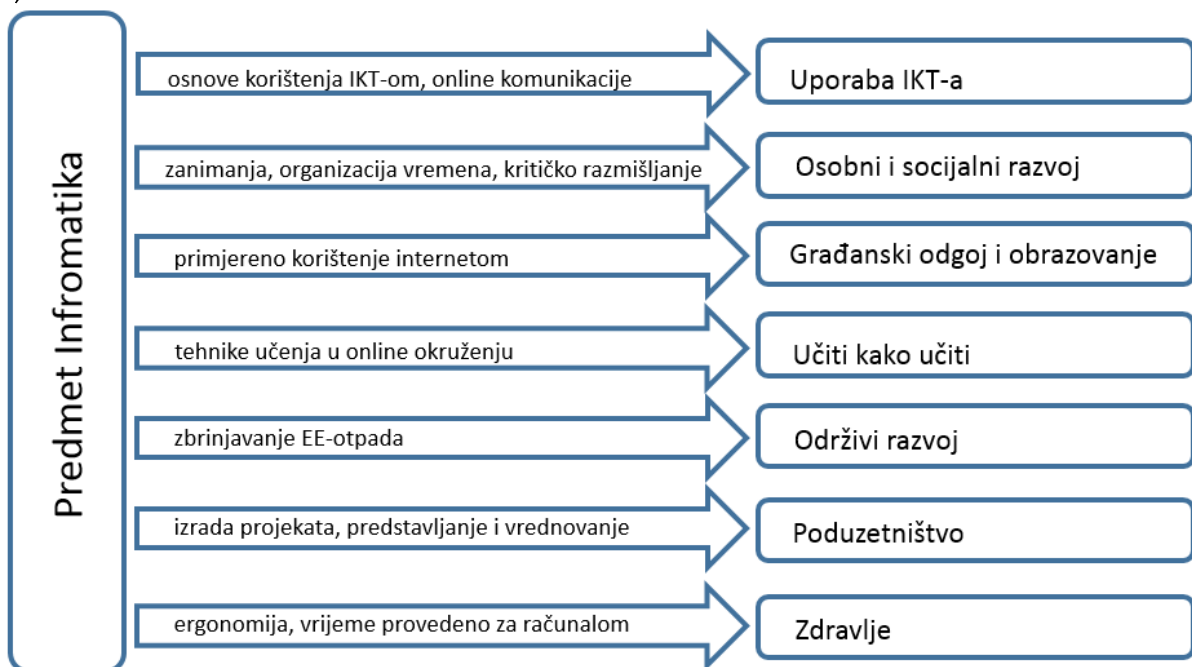 Predmet Infromatika
osnove korištenja IKT-om, online komunikacije
Uporaba IKT-a
zanimanja, organizacija vremena, kritičko razmišljanje
Osobni i socijalni razvoj
primjereno korištenje internetom
Građanski odgoj i obrazovanje
tehnike učenja u online okruženju
Učiti kako učiti
zbrinjavanje EE-otpada
Održivi razvoj
izrada projekata, predstavljanje i vrednovanje
Poduzetništvo
ergonomija, vrijeme provedeno za računalom
Zdravlje